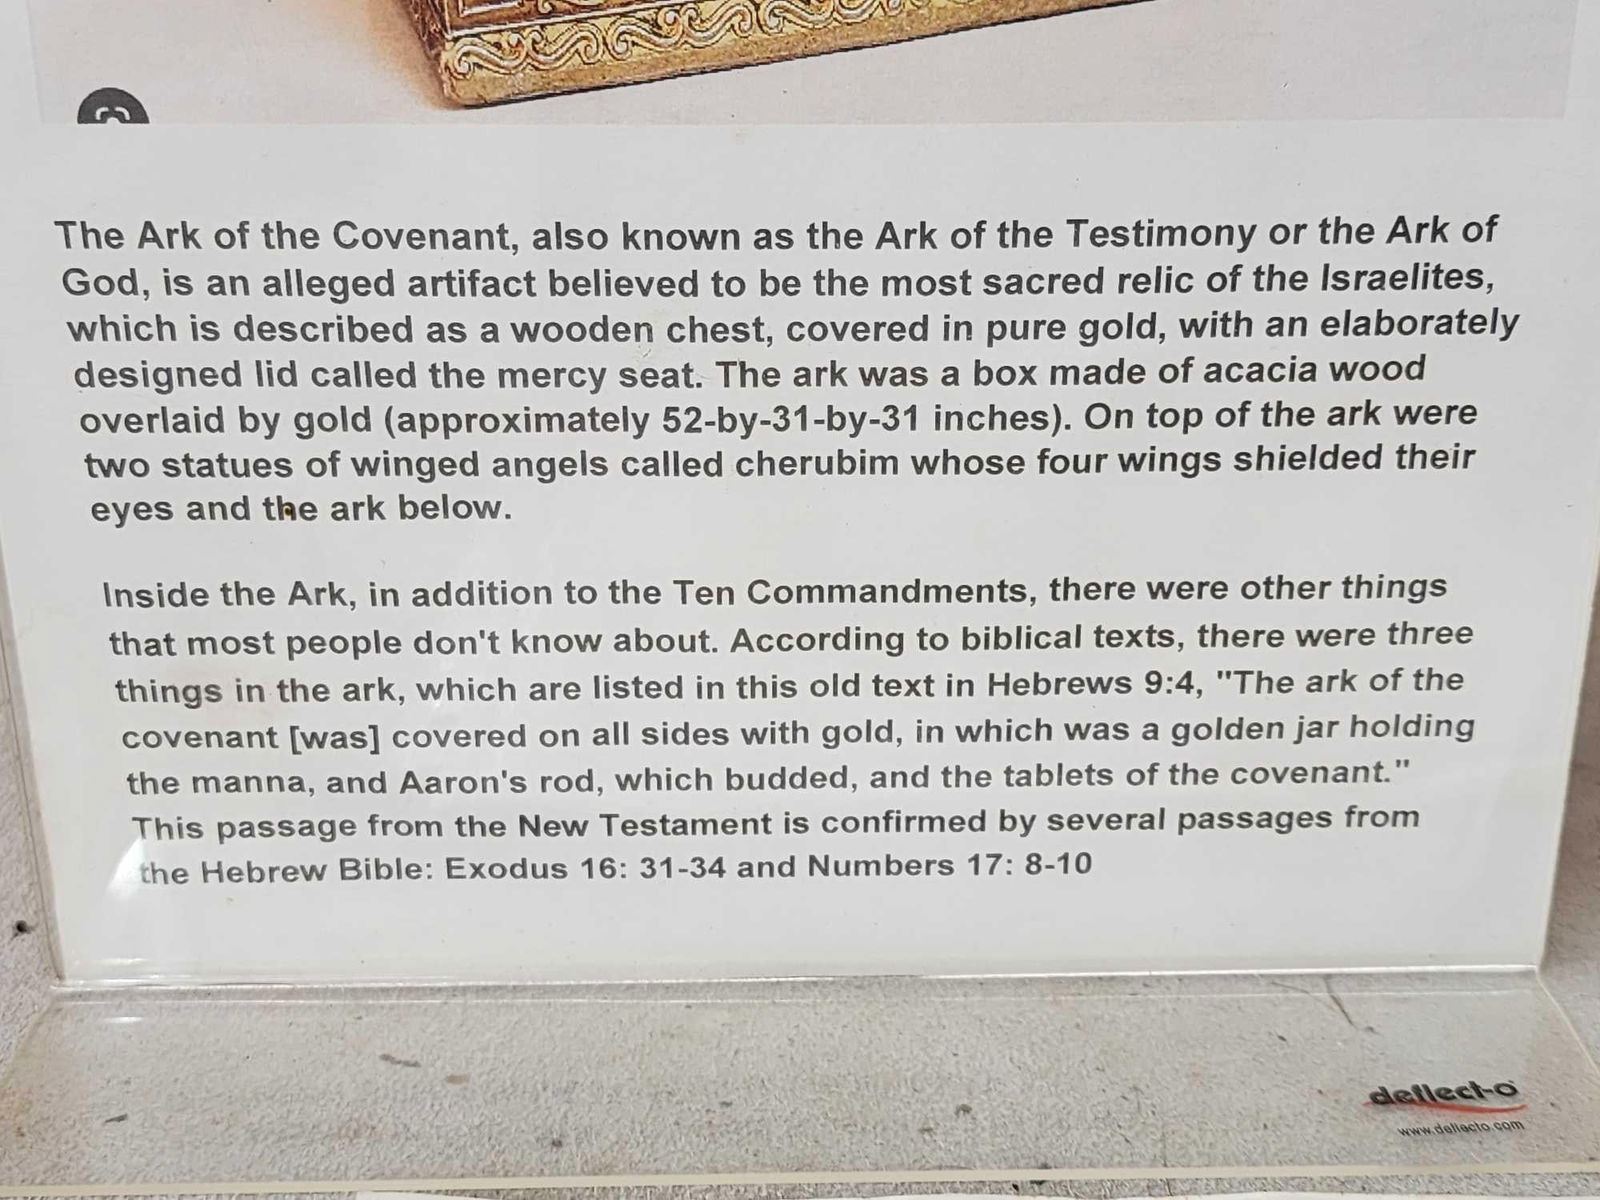 The Ark of the Covenant, also known as the Ark of the Testimony or the Ark of
God, is an alleged artifact believed to be the most sacred relic of the Israelites,
which is described as a wooden chest, covered in pure gold, with an elaborately
designed lid called the mercy seat. The ark was a box made of acacia wood
overlaid by gold (approximately 52-by-31-by-31 inches). On top of the ark were
two statues of winged angels called cherubim whose four wings shielded their
eyes and the ark below.
Inside the Ark, in addition to the Ten Commandments, there were other things
that most people don't know about. According to biblical texts, there were three
things in the ark, which are listed in this old text in Hebrews 9:4, "The ark of the
covenant [was] covered on all sides with gold, in which was a golden jar holding
the manna, and Aaron's rod, which budded, and the tablets of the covenant."
This passage from the New Testament is confirmed by several passages from
the Hebrew Bible: Exodus 16: 31-34 and Numbers 17: 8-10
deflect-o
www.deflecto.com